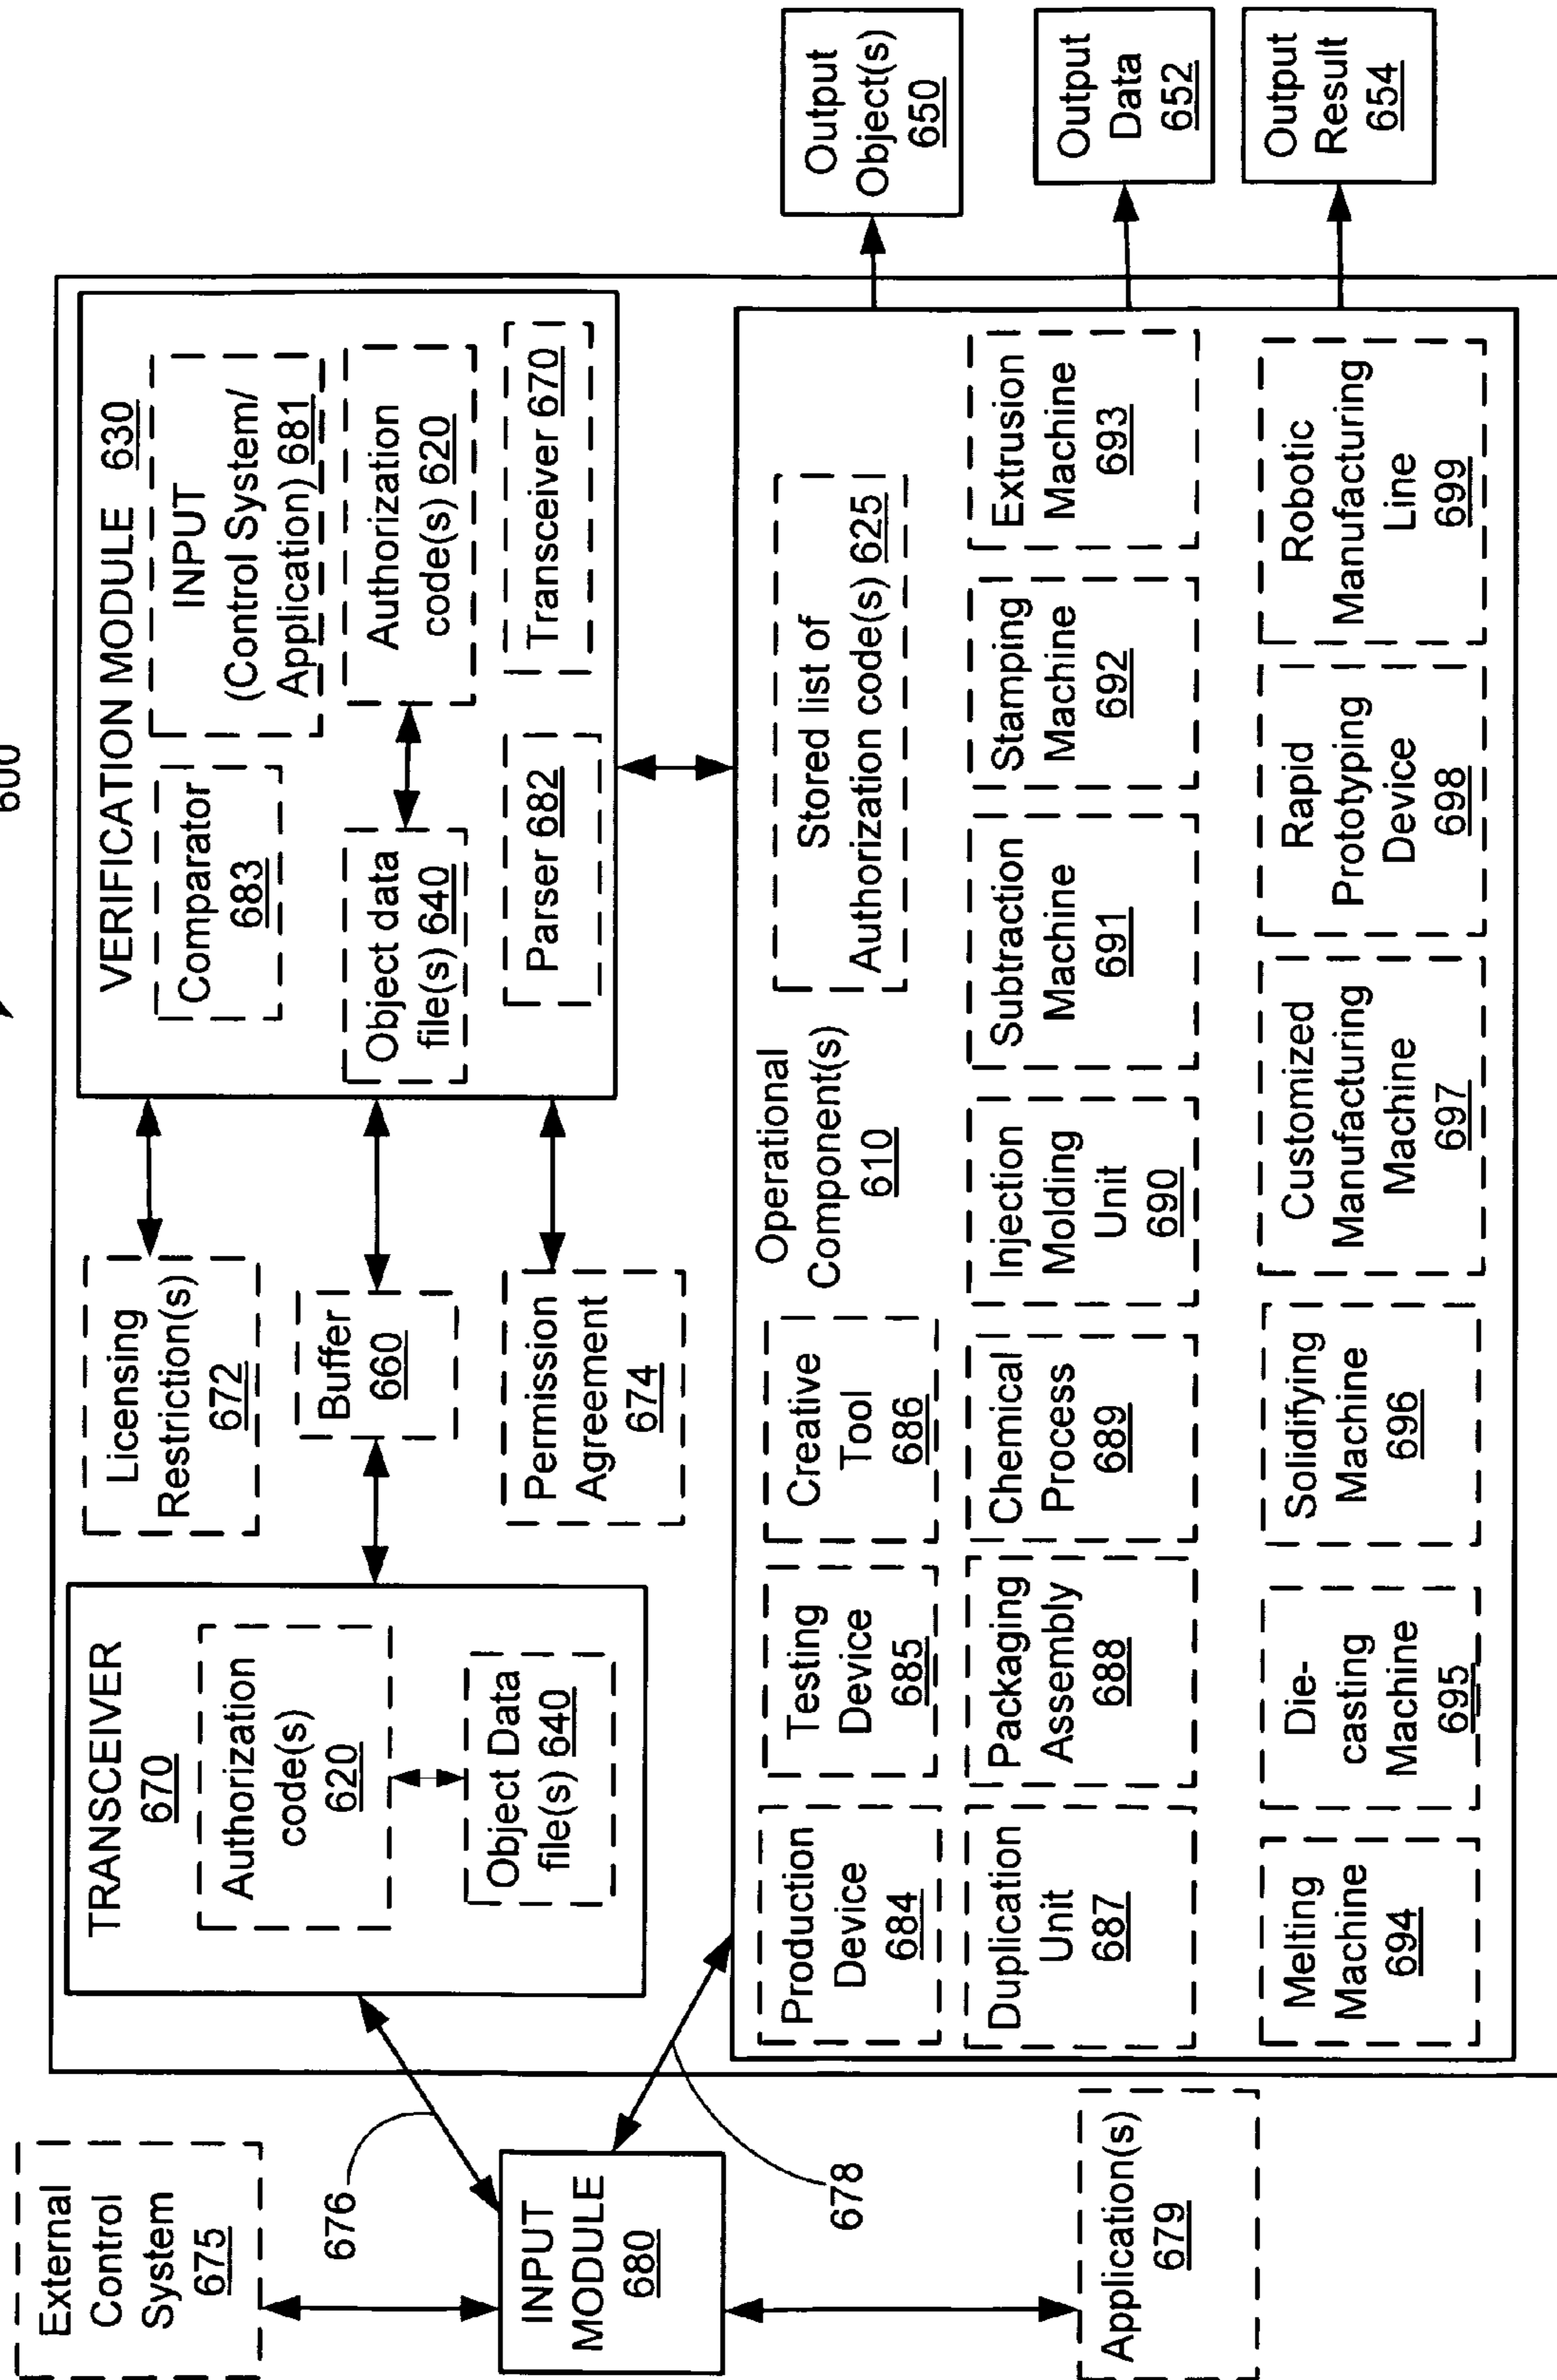 600
External
Control
System
675
676
INPUT
MODULE
680
678
Application(s)
679
TRANSCEIVER
670
Authorization
code(s)
620
Object Data
file(s) 640
Licensing
Restriction(s)
672
Buffer
660
Permission
Agreement
674
VERIFICATION MODULE 630
Comparator
683
INPUT
(Control System/
Application) 681
Object data
file(s) 640
Authorization
code(s) 620
Parser 682
Transceiver 670
Operational
Component(s)
610
Stored list of
Authorization code(s) 625
Production
Device
684
Testing
Device
685
Creative
Tool
686
Duplication
Unit
687
Packaging
Assembly
688
Chemical
Process
689
Injection
Molding
Unit
690
Subtraction
Machine
691
Stamping
Machine
692
Extrusion
Machine
693
Melting
Machine
694
Die-
casting
Machine
695
Solidifying
Machine
696
Customized
Manufacturing
Machine
697
Rapid
Prototyping
Device
698
Robotic
Manufacturing
Line
699
Output
Object(s)
650
Output
Data
652
Output
Result
654